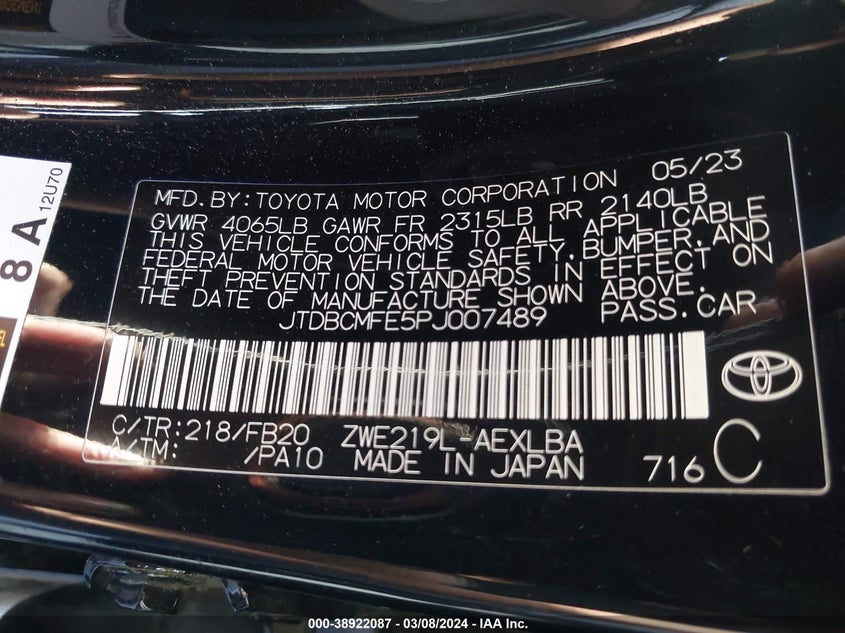 MFD.BY:TOYOTA MOTOR CORPORATION 05/23
GVWR 4065LB GAWR FR 2315LB RR 2140LB
THIS VEHICLE CONFORMS TO ALL APPLICABLE
FEDERAL MOTOR VEHICLE SAFETY,BUMPER,AND
THEFT PREVENTION STANDARDS IN EFFECT ON
THE DATE OF MANUFACTURE SHOWN ABOVE.
JTDBCMFE5PJ007489 PASS.CAR
C/TR:218/FB20 ZWE219L-AEXLBA
A/TM: /PA10 MADE IN JAPAN 716 C
8 A 12U70
000-38922087 - 03/08/2024 - IAA Inc.